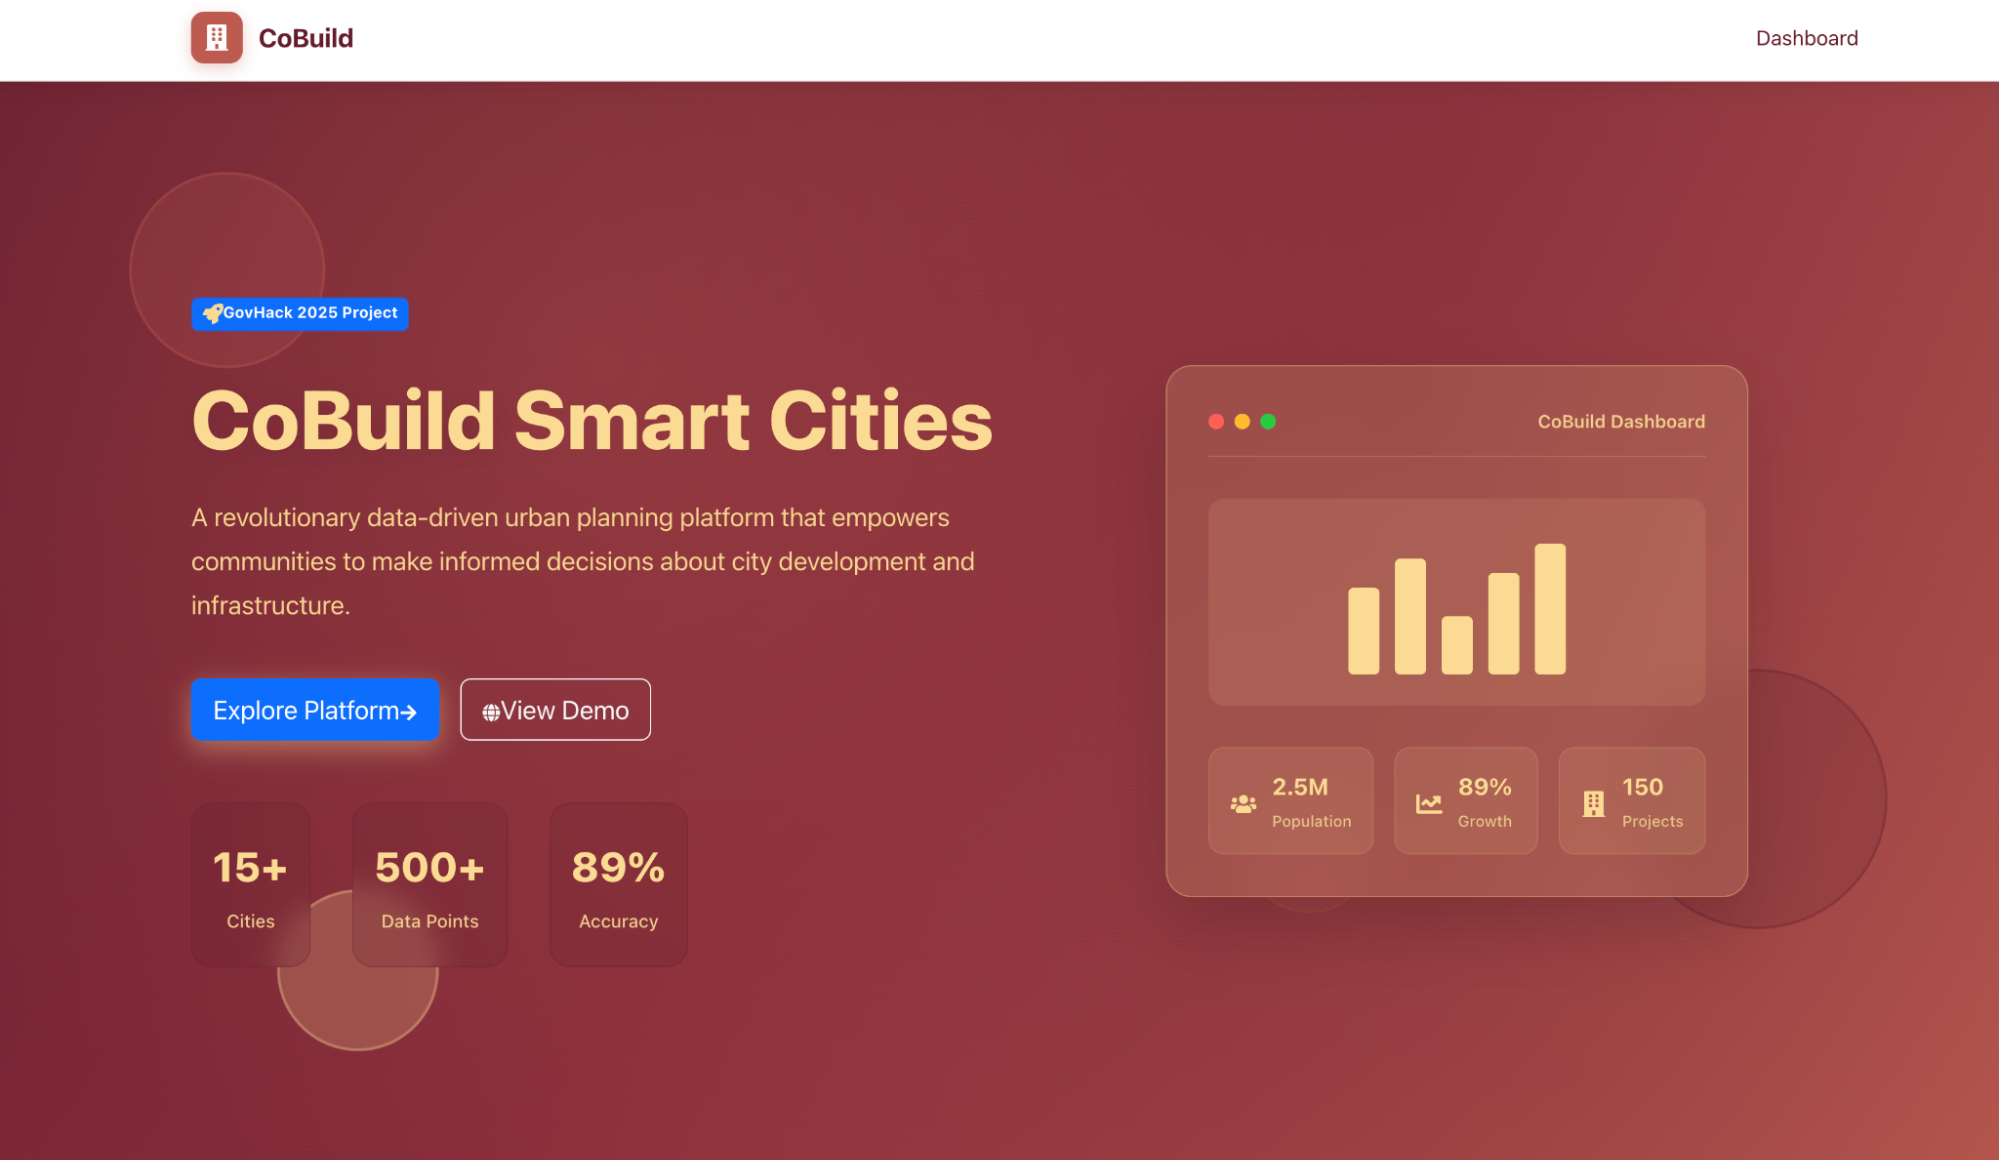 CoBuild
Dashboard
GovHack 2025 Project
CoBuild Smart Cities
A revolutionary data-driven urban planning platform that empowers
communities to make informed decisions about city development and
infrastructure.
Explore Platform→
View Demo
15+
Cities
500+
Data Points
89%
Accuracy
CoBuild Dashboard
2.5M
Population
89%
Growth
150
Projects